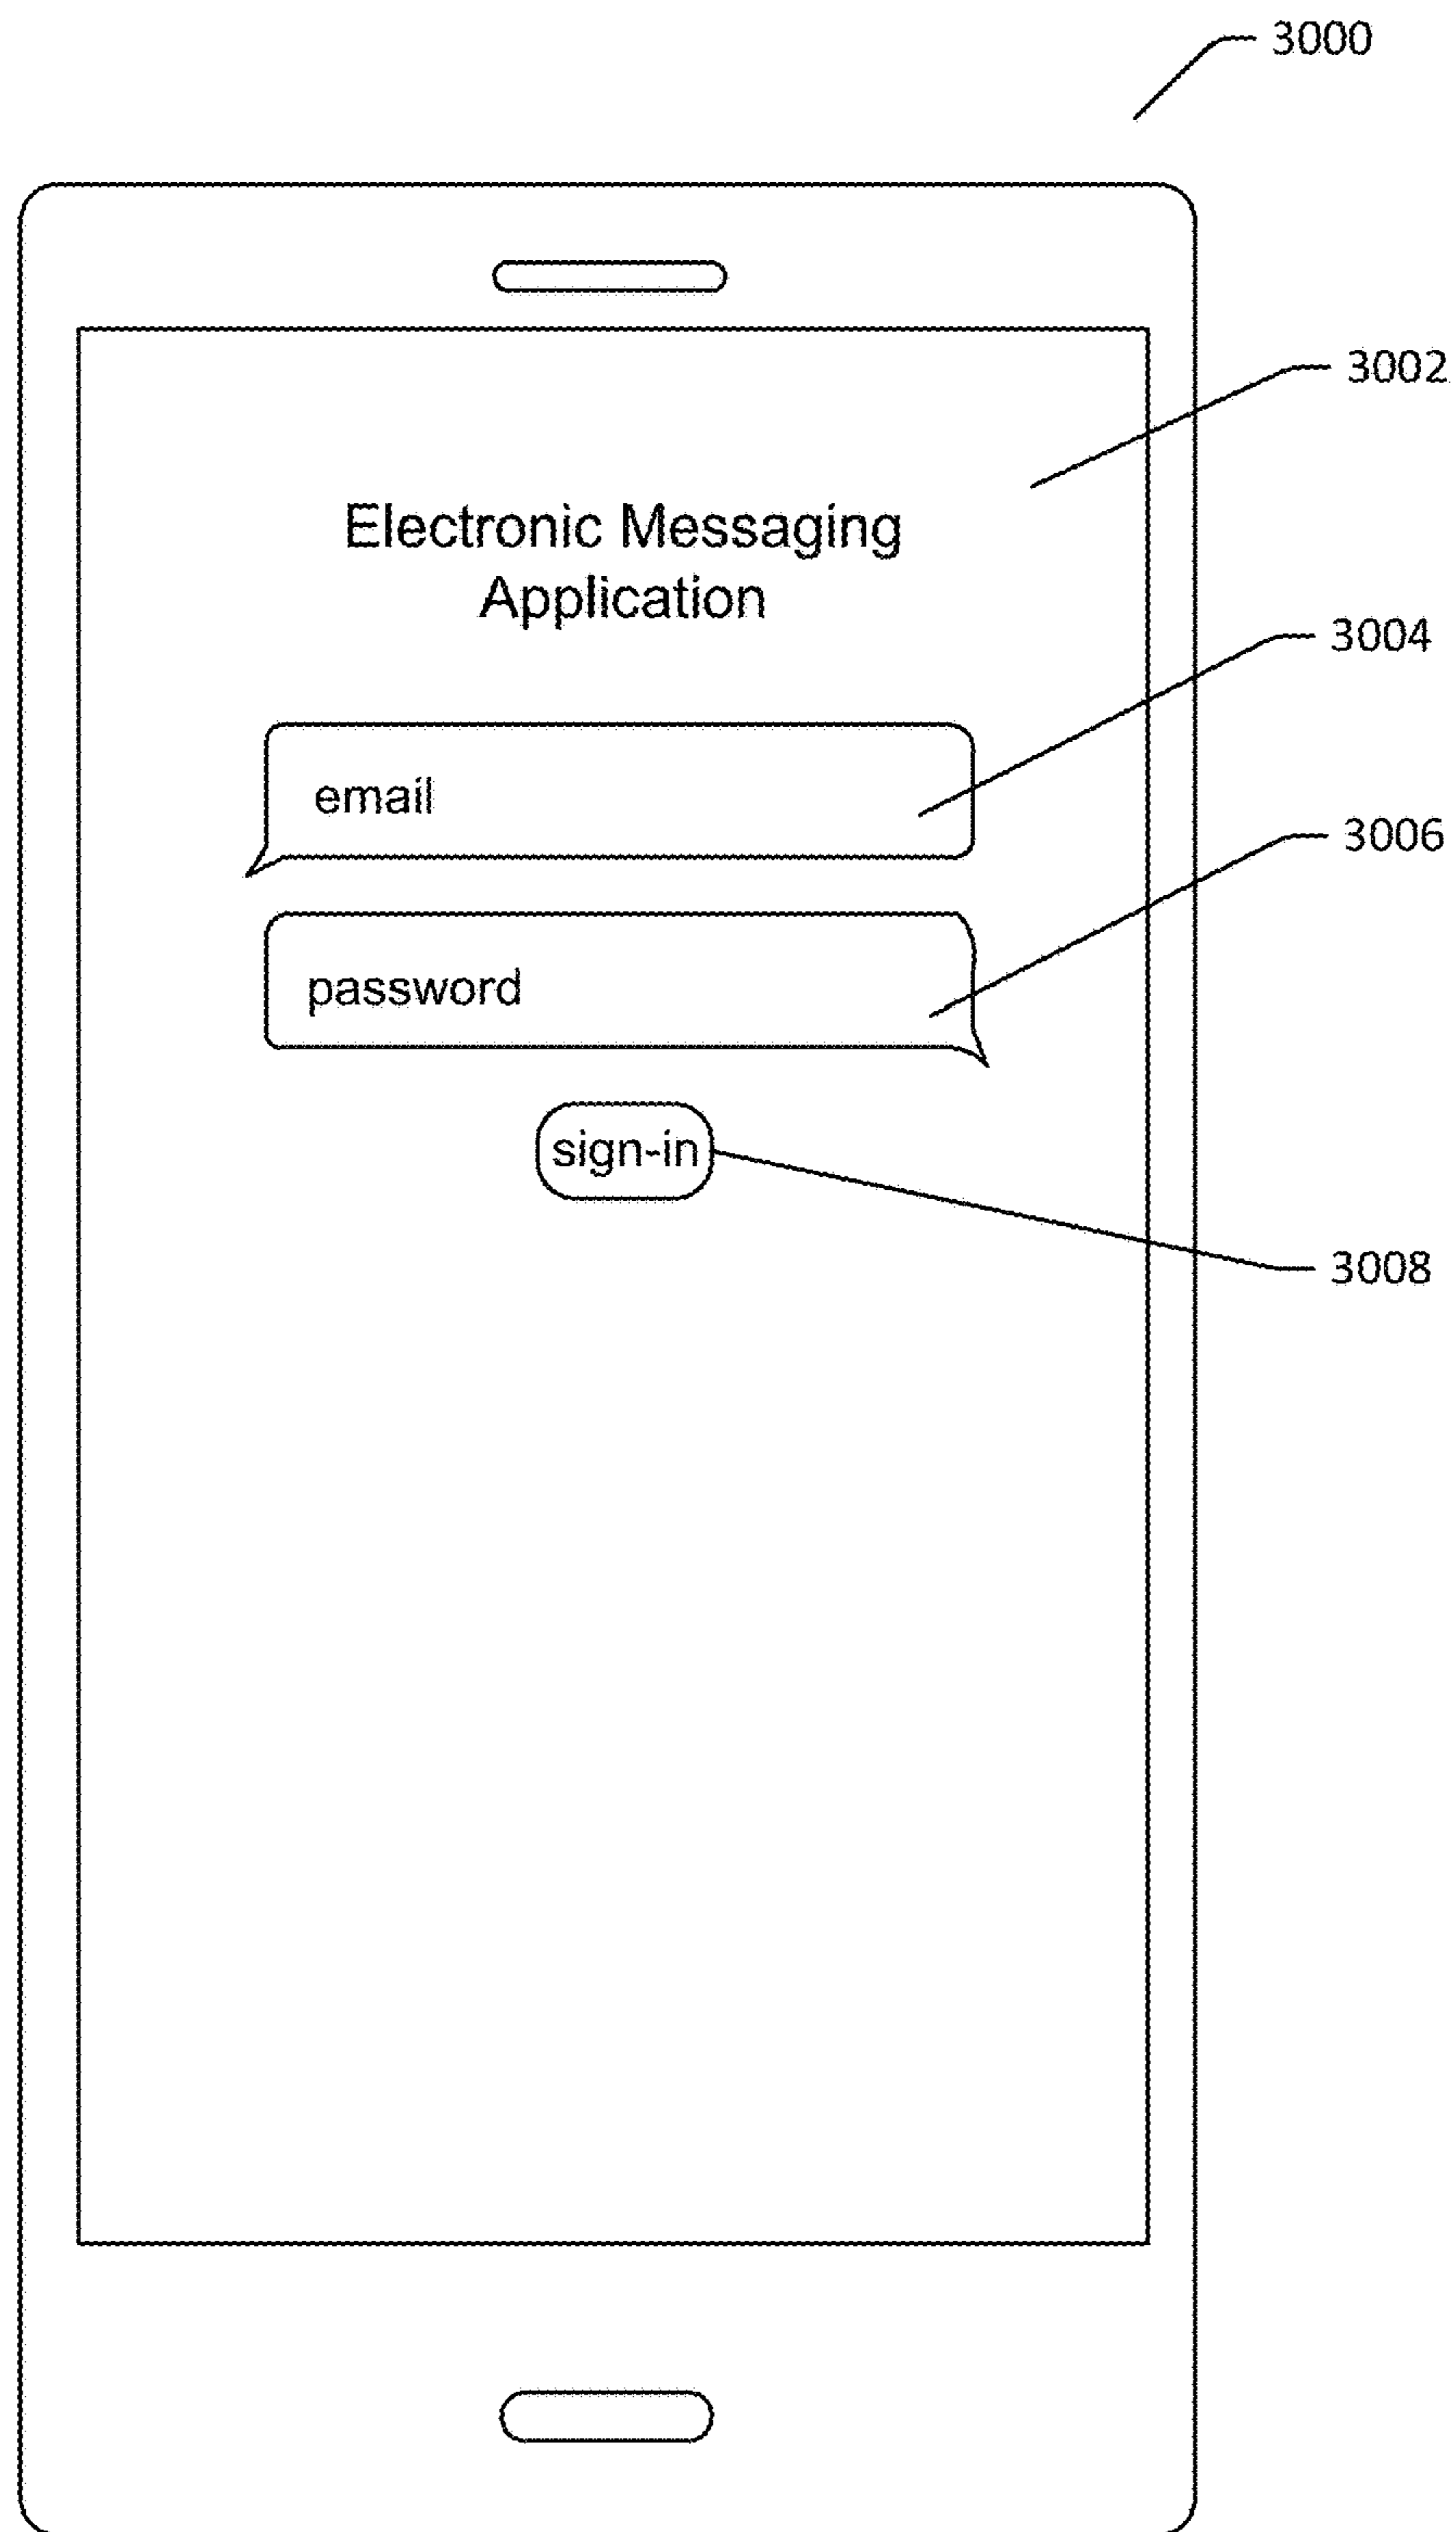 3000
3002
Electronic Messaging
Application
3004
email
3006
password
sign-in
3008